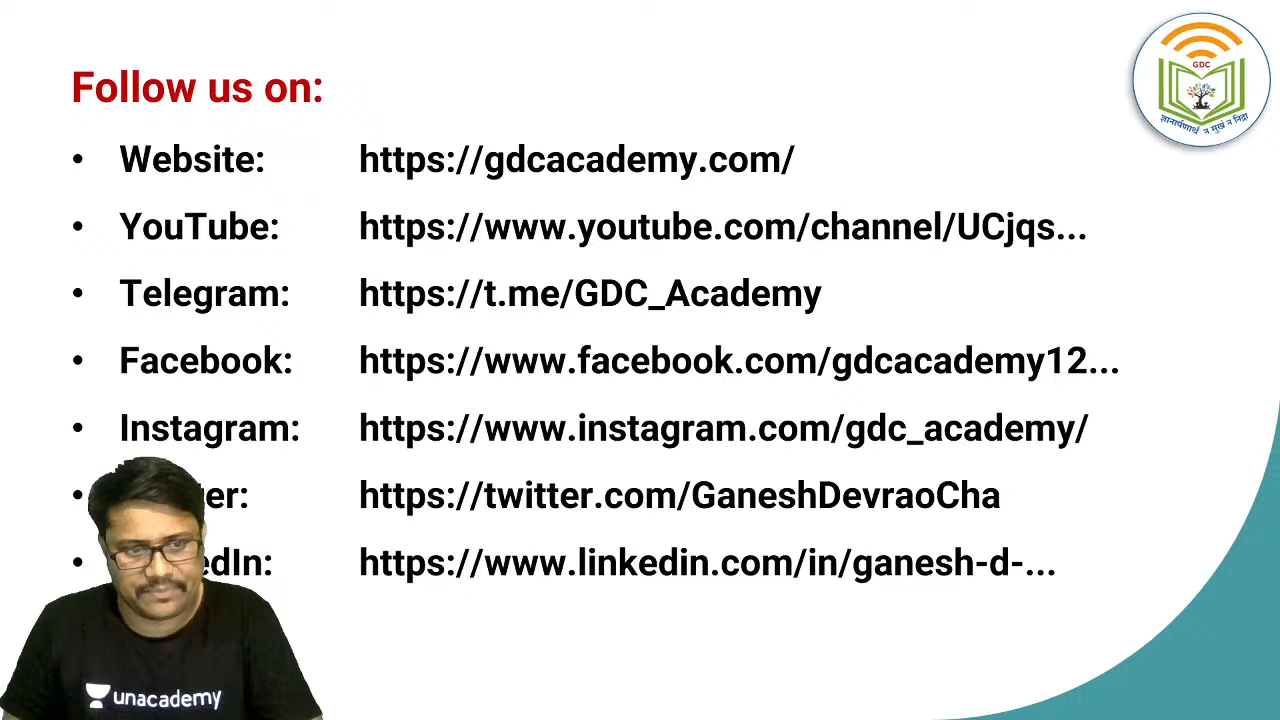 Follow us on:
• Website: https://gdcacademy.com/
• YouTube: https://www.youtube.com/channel/UCjqs...
• Telegram: https://t.me/GDC_Academy
• Facebook: https://www.facebook.com/gdcacademy12...
• Instagram: https://www.instagram.com/gdc_academy/
• er: https://twitter.com/GaneshDevraoCha
• edIn: https://www.linkedin.com/in/ganesh-d-...
GDC
ज्ञानार्पणार्थं न सुखं न निद्रा
unacademy